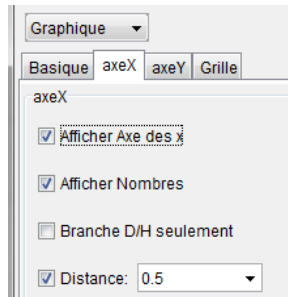 Graphique
Basique axeX axeY Grille
axeX
Afficher Axe des x
Afficher Nombres
Branche D/H seulement
Distance: 0.5